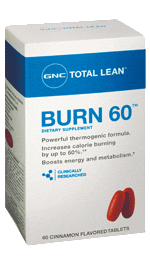 GNC TOTAL LEAN™
BURN 60™
DIETARY SUPPLEMENT
Powerful thermogenic formula.
Increases calorie burning
by up to 60%.
Boosts energy and metabolism.*
CLINICALLY
RESEARCHED
60 CINNAMON FLAVORED TABLETS